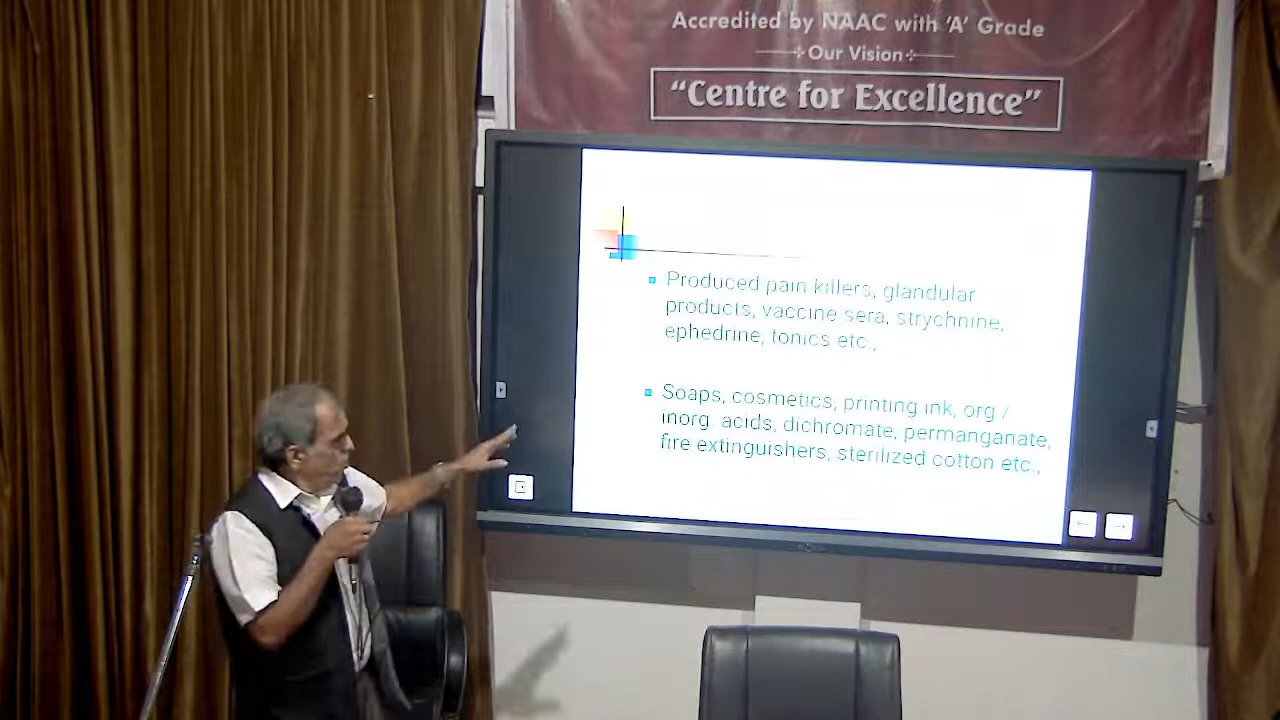 Accredited by NAAC with 'A' Grade
Our Vision
"Centre for Excellence"
Produced pain killers, glandular
products, vaccine sera, strychnine,
ephedrine, tonics etc.,
Soaps, cosmetics, printing ink, org /
inorg. acids, dichromate, permanganate,
fire extinguishers, sterilized cotton etc.,